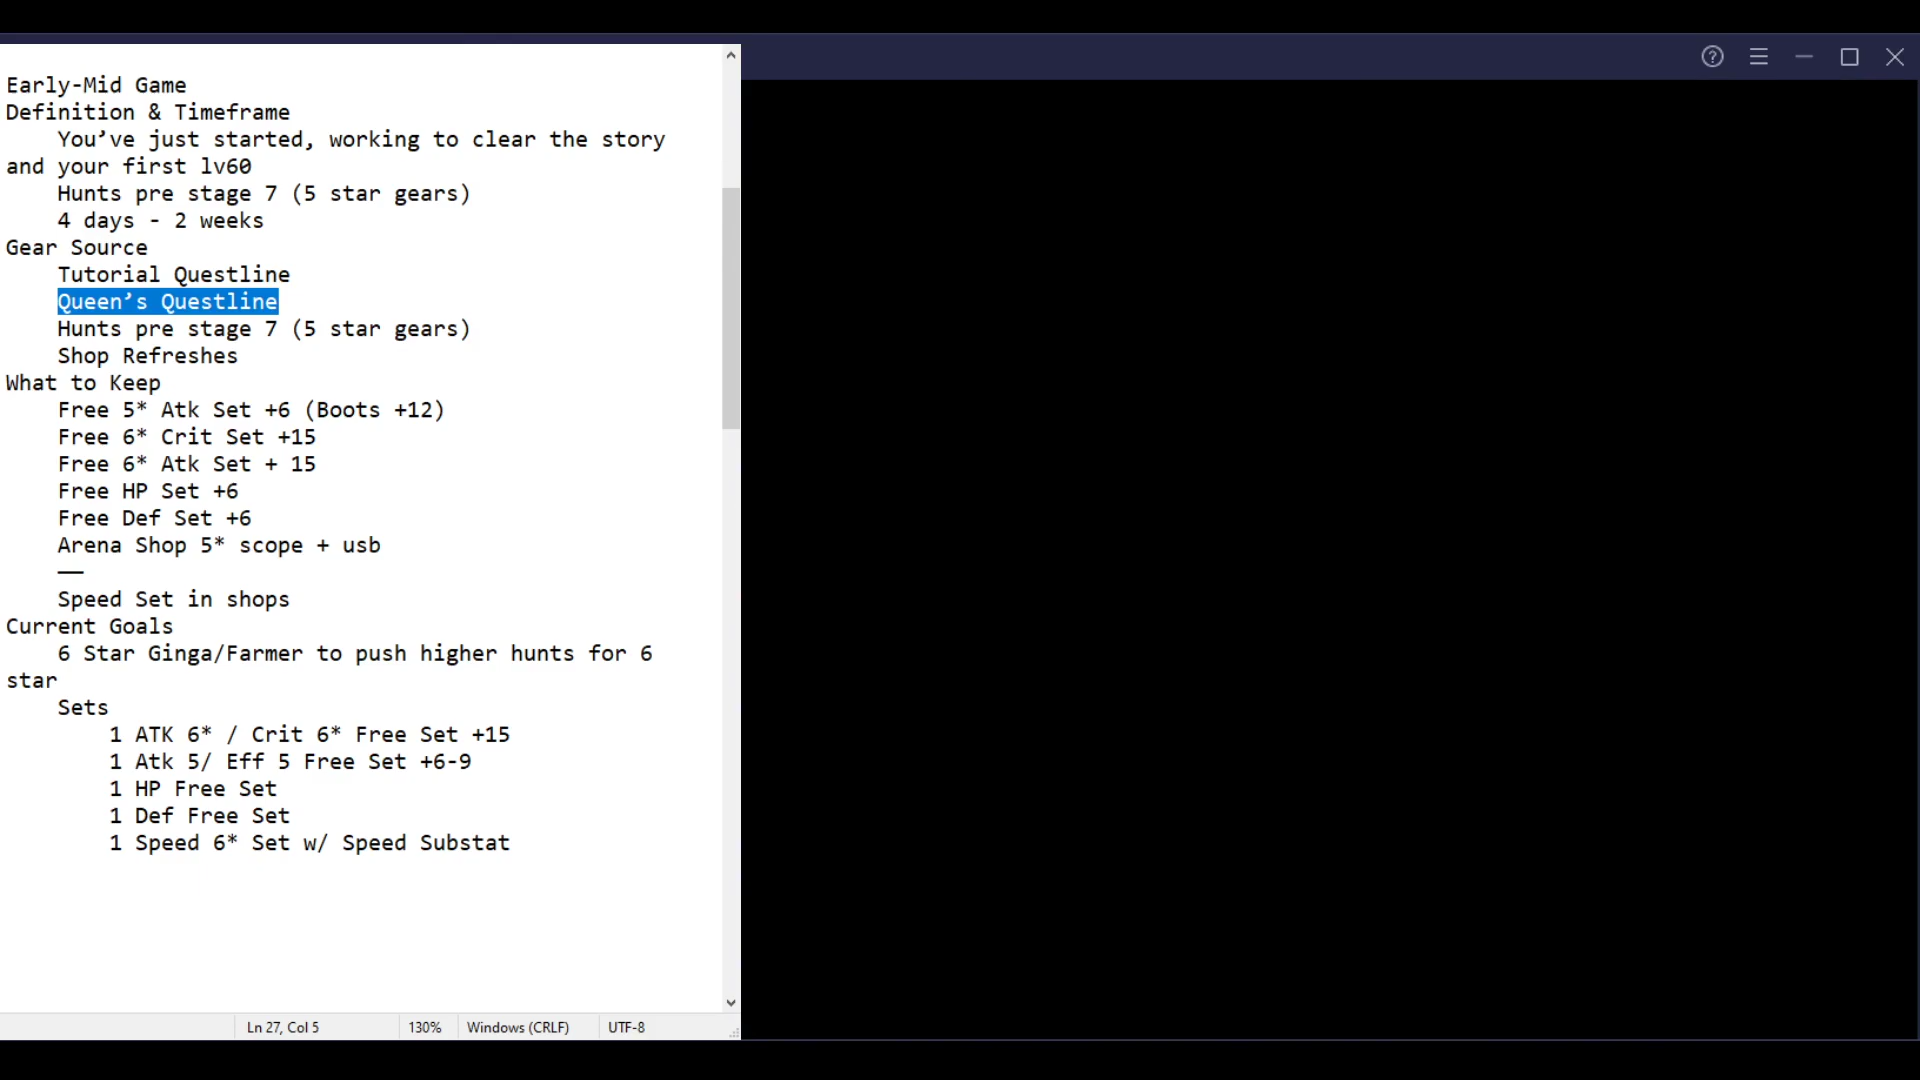 Early-Mid Game
Definition & Timeframe
You’ve just started, working to clear the story
and your first lv60
Hunts pre stage 7 (5 star gears)
4 days - 2 weeks
Gear Source
Tutorial Questline
Queen’s Questline
Hunts pre stage 7 (5 star gears)
Shop Refreshes
What to Keep
Free 5* Atk Set +6 (Boots +12)
Free 6* Crit Set +15
Free 6* Atk Set + 15
Free HP Set +6
Free Def Set +6
Arena Shop 5* scope + usb
——
Speed Set in shops
Current Goals
6 Star Ginga/Farmer to push higher hunts for 6
star
Sets
1 ATK 6* / Crit 6* Free Set +15
1 Atk 5/ Eff 5 Free Set +6-9
1 HP Free Set
1 Def Free Set
1 Speed 6* Set w/ Speed Substat
Ln 27, Col 5 130% Windows (CRLF) UTF-8